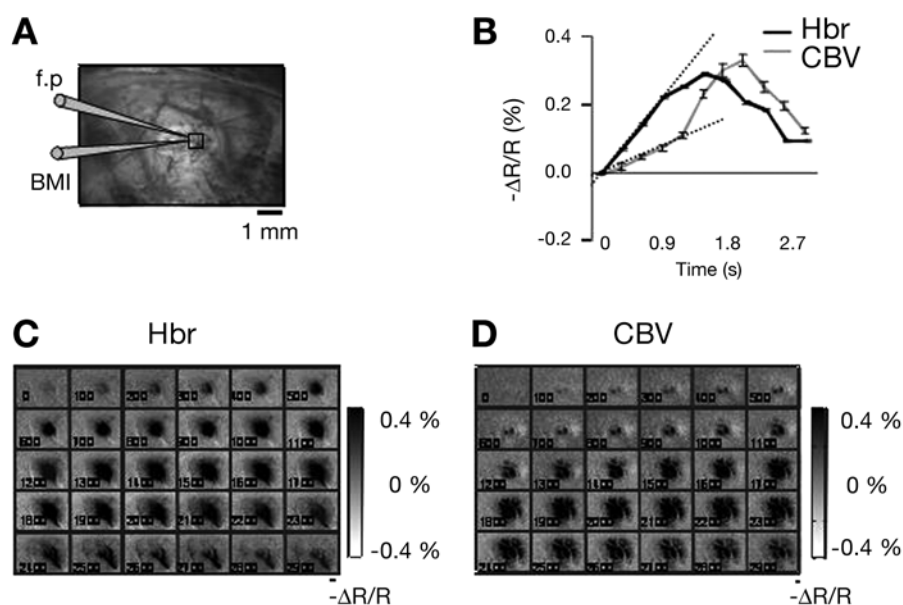 A
f.p
BMI
1 mm
B
Hbr
CBV
0.4
0.2
0.0
-0.2
-ΔR/R (%)
0
0.9
1.8
2.7
Time (s)
C
Hbr
0 100 200 300 400 500
600 700 800 900 1000 1100
1200 1300 1400 1500 1600 1700
1800 1900 2000 2100 2200 2300
0.4 %
0 %
-0.4 %
-ΔR/R
D
CBV
0 100 200 300 400 500
600 700 800 900 1000 1100
1200 1300 1400 1500 1600 1700
1800 1900 2000 2100 2200 2300
0.4 %
0 %
-0.4 %
-ΔR/R